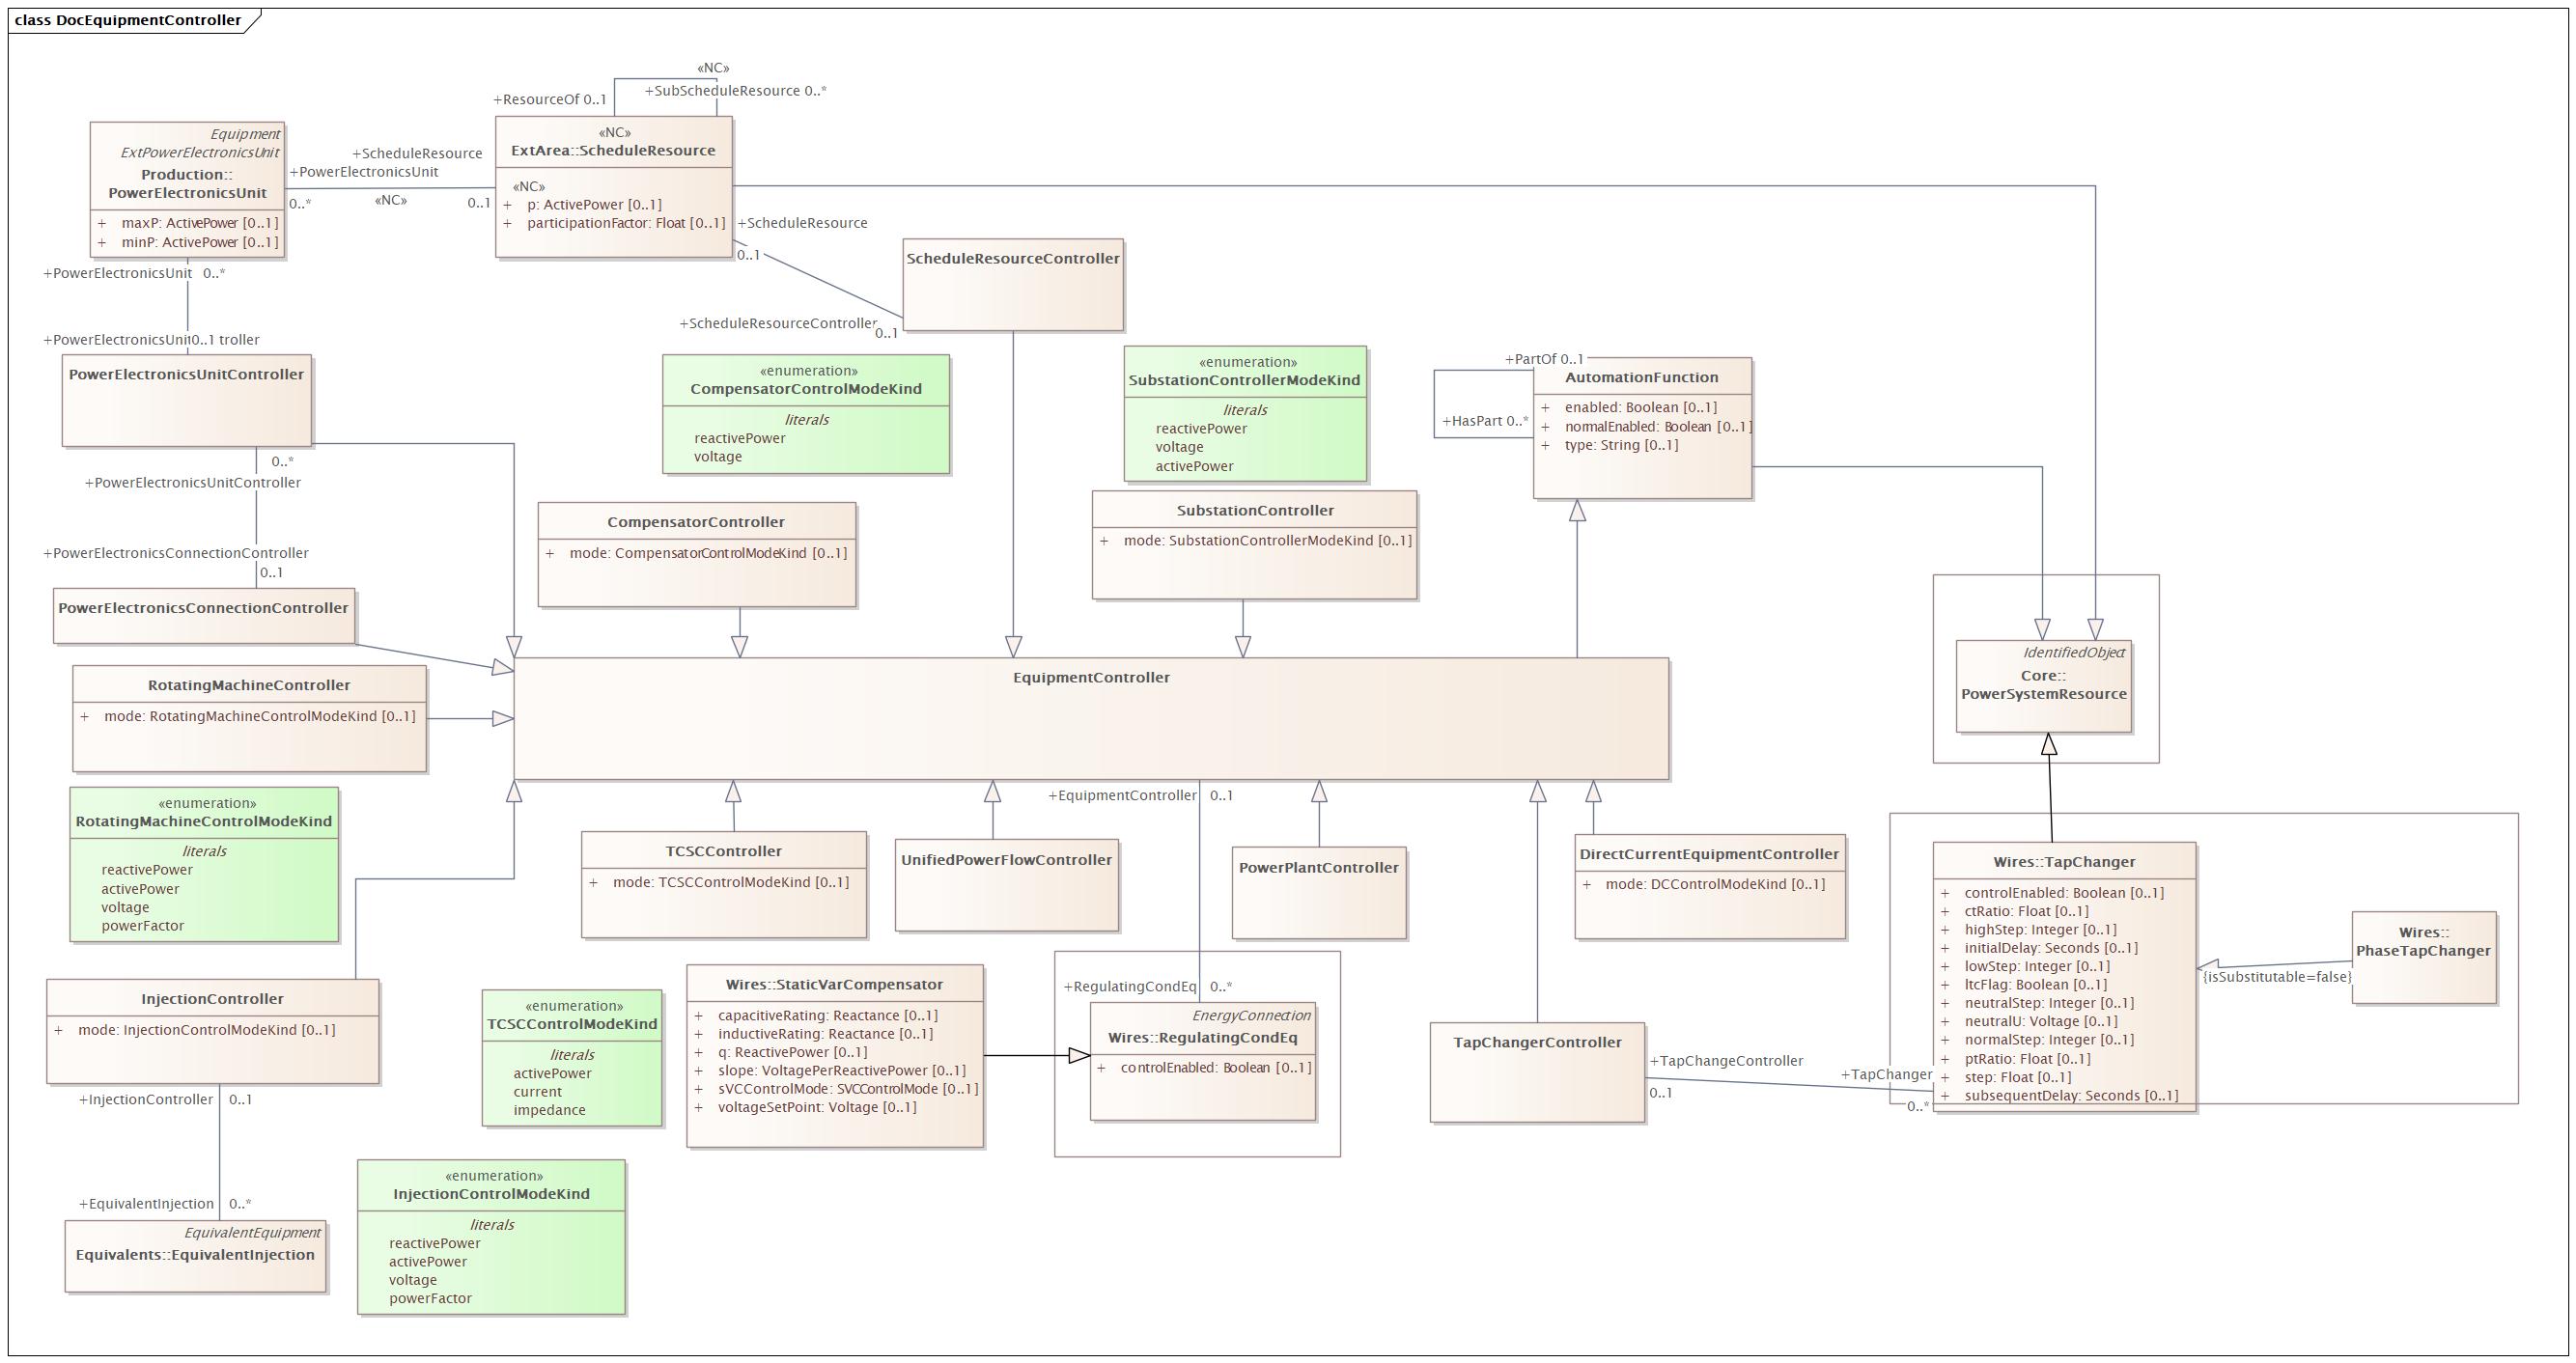 class DocEquipmentController
«NC»
+ResourceOf 0..1
+SubScheduleResource 0..*
Equipment
ExtPowerElectronicsUnit
Production::
PowerElectronicsUnit
+ maxP: ActivePower [0..1]
+ minP: ActivePower [0..1]
+ScheduleResource
+PowerElectronicsUnit
0..*
«NC»
0..1
«NC»
ExtArea::ScheduleResource
«NC»
+ p: ActivePower [0..1]
+ participationFactor: Float [0..1]
+ScheduleResource
0..1
ScheduleResourceController
+ScheduleResourceController
0..1
+PowerElectronicsUnit 0..*
+PowerElectronicsUnit0..1 troller
PowerElectronicsUnitController
0..*
+PowerElectronicsUnitController
+PowerElectronicsConnectionController
0..1
PowerElectronicsConnectionController
«enumeration»
CompensatorControlModeKind
literals
reactivePower
voltage
«enumeration»
SubstationControllerModeKind
literals
reactivePower
voltage
activePower
+PartOf 0..1
+HasPart 0..*
AutomationFunction
+ enabled: Boolean [0..1]
+ normalEnabled: Boolean [0..1]
+ type: String [0..1]
CompensatorController
+ mode: CompensatorControlModeKind [0..1]
SubstationController
+ mode: SubstationControllerModeKind [0..1]
IdentifiedObject
Core::
PowerSystemResource
RotatingMachineController
+ mode: RotatingMachineControlModeKind [0..1]
EquipmentController
«enumeration»
RotatingMachineControlModeKind
literals
reactivePower
activePower
voltage
powerFactor
+EquipmentController 0..1
TCSCController
+ mode: TCSCControlModeKind [0..1]
UnifiedPowerFlowController
PowerPlantController
DirectCurrentEquipmentController
+ mode: DCControlModeKind [0..1]
Wires::TapChanger
+ controlEnabled: Boolean [0..1]
+ ctRatio: Float [0..1]
+ highStep: Integer [0..1]
+ initialDelay: Seconds [0..1]
+ lowStep: Integer [0..1]
+ ltcFlag: Boolean [0..1]
+ neutralStep: Integer [0..1]
+ neutralU: Voltage [0..1]
+ normalStep: Integer [0..1]
+ ptRatio: Float [0..1]
+ step: Float [0..1]
+ subsequentDelay: Seconds [0..1]
Wires::
PhaseTapChanger
{isSubstitutable=false}
InjectionController
+ mode: InjectionControlModeKind [0..1]
+InjectionController 0..1
+EquivalentInjection 0..*
EquivalentEquipment
Equivalents::EquivalentInjection
«enumeration»
TCSCControlModeKind
literals
activePower
current
impedance
Wires::StaticVarCompensator
+ capacitiveRating: Reactance [0..1]
+ inductiveRating: Reactance [0..1]
+ q: ReactivePower [0..1]
+ slope: VoltagePerReactivePower [0..1]
+ sVCControlMode: SVCControlMode [0..1]
+ voltageSetPoint: Voltage [0..1]
+RegulatingCondEq 0..*
EnergyConnection
Wires::RegulatingCondEq
+ controlEnabled: Boolean [0..1]
TapChangerController
+TapChangeController
0..1
+TapChanger
0..*
«enumeration»
InjectionControlModeKind
literals
reactivePower
activePower
voltage
powerFactor